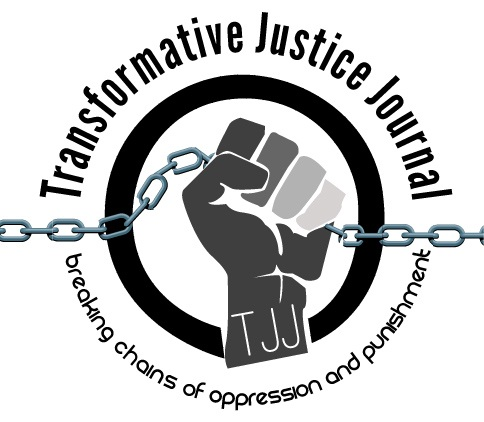 Transformative Justice Journal
TJJ
breaking chains of oppression and punishment